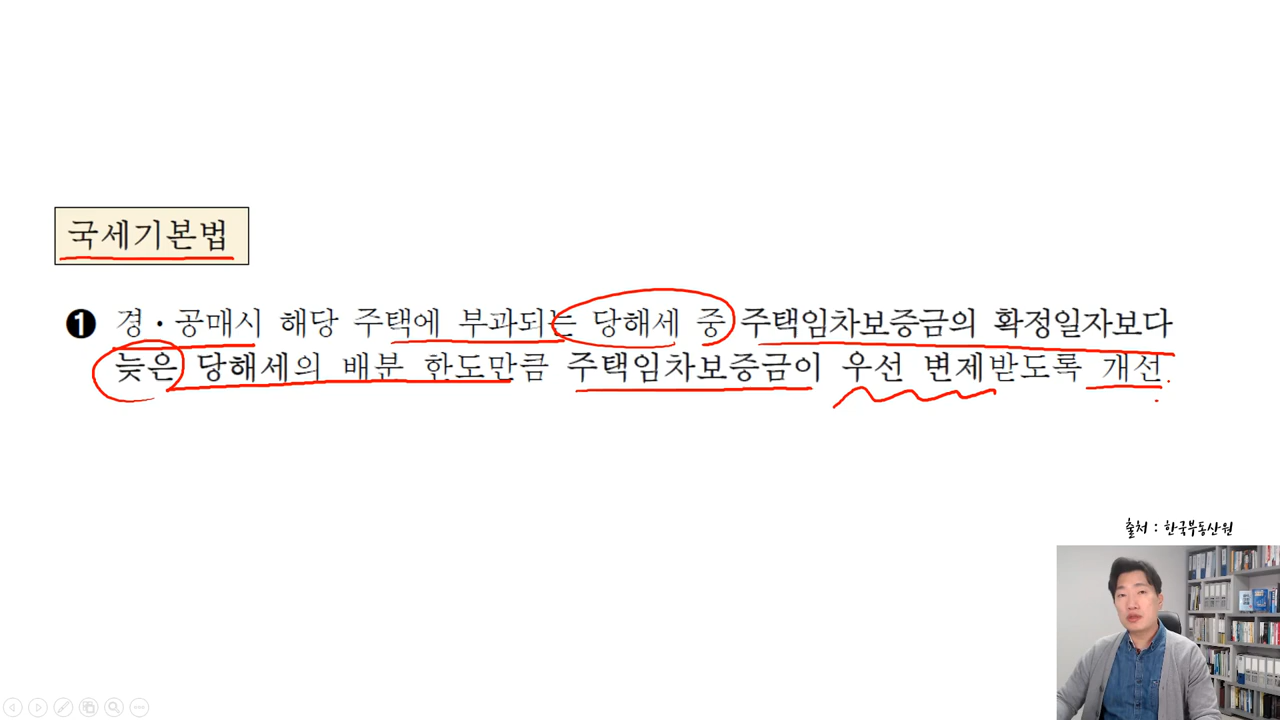 국세기본법
❶ 경·공매시 해당 주택에 부과되는 당해세 중 주택임차보증금의 확정일자보다
늦은 당해세의 배분 한도만큼 주택임차보증금이 우선 변제받도록 개선.
출처 : 한국부동산원